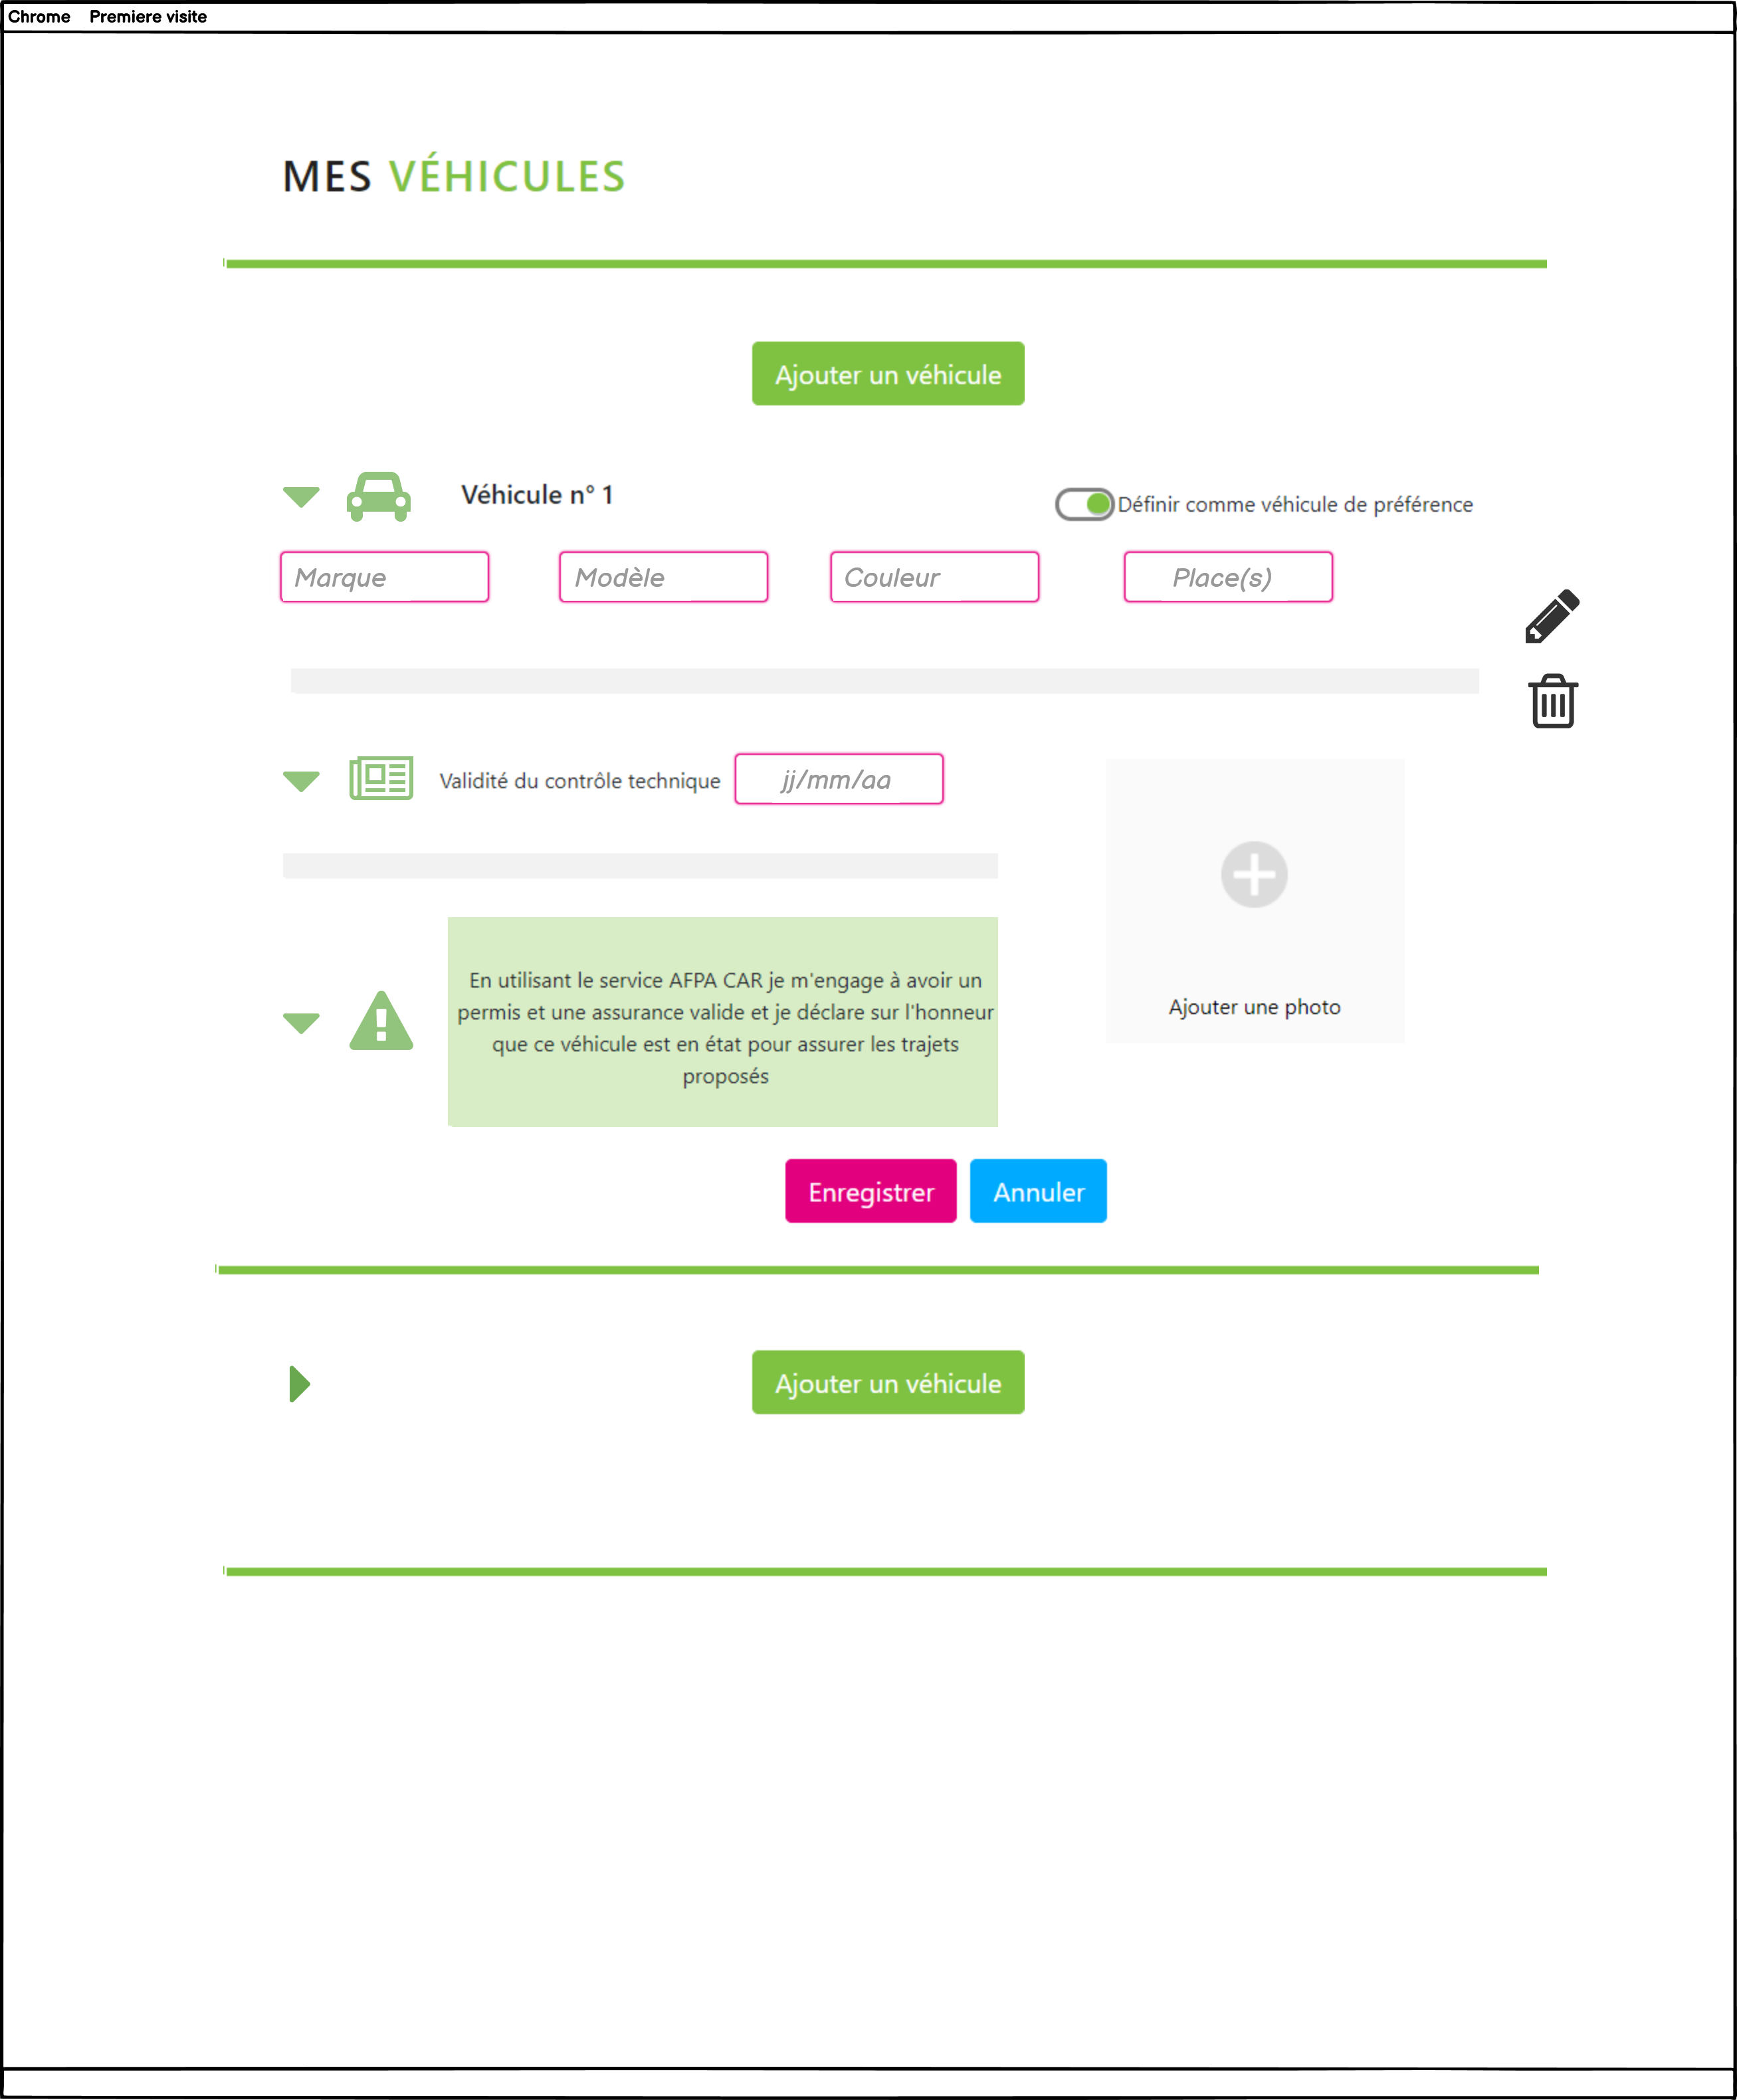 Chrome Premiere visite
MES VÉHICULES
Ajouter un véhicule
Véhicule n° 1
Définir comme véhicule de préférence
Marque Modèle Couleur Place(s)
Validité du contrôle technique jj/mm/aa
En utilisant le service AFPA CAR je m'engage à avoir un
permis et une assurance valide et je déclare sur l'honneur
que ce véhicule est en état pour assurer les trajets
proposés
Ajouter une photo
Enregistrer Annuler
Ajouter un véhicule